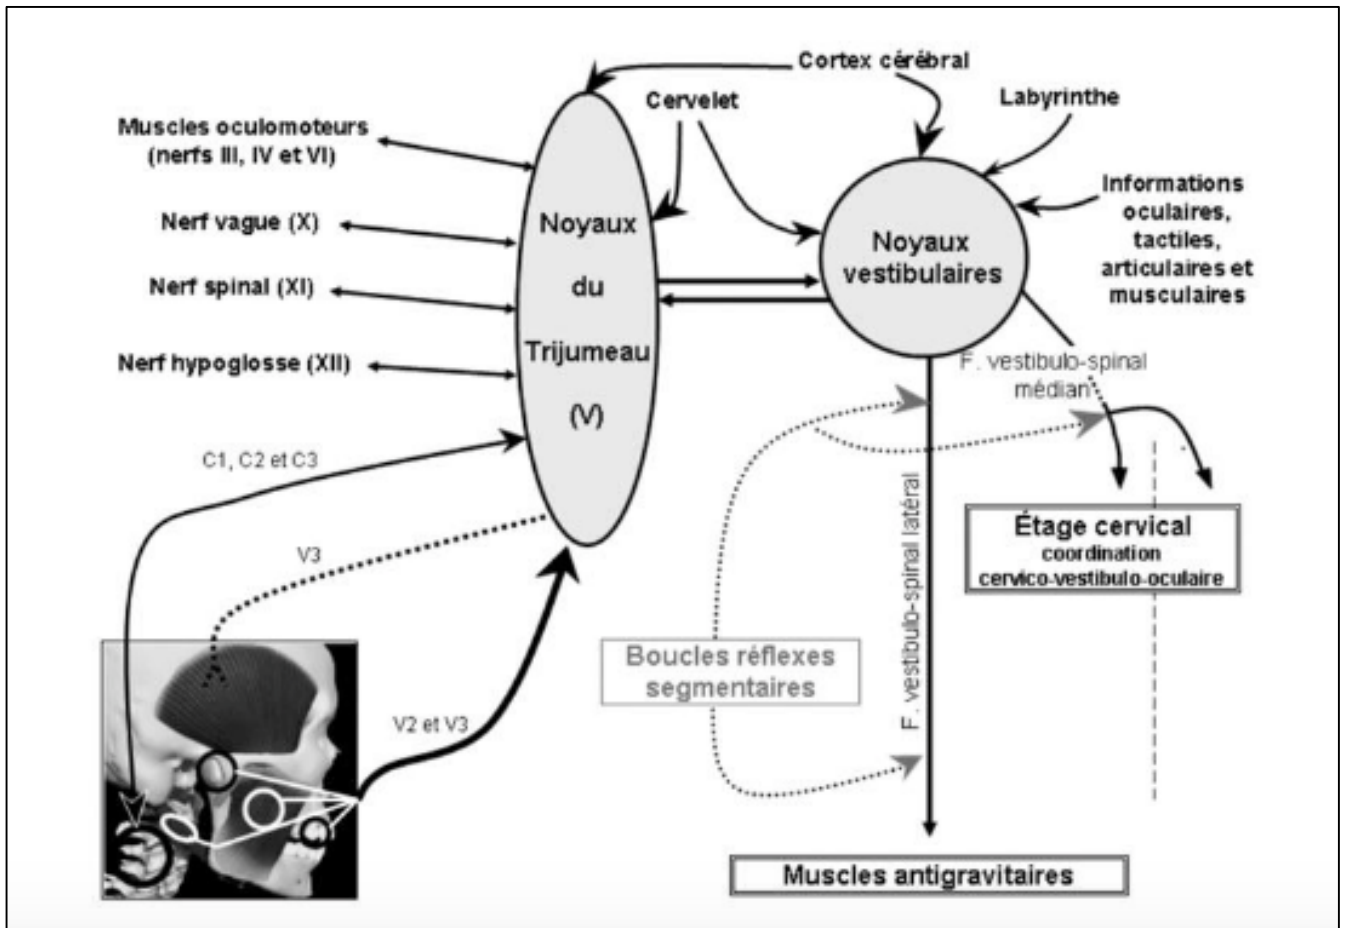 Cortex cérébral
Cervelet
Labyrinthe
Muscles oculomoteurs
(nerfs III, IV et VI)
Informations
oculaires,
tactiles,
articulaires et
musculaires
Nerf vague (X)
Nerf spinal (XI)
Nerf hypoglosse (XII)
Noyaux
du
Trijumeau
(V)
Noyaux
vestibulaires
F. vestibulo-spinal
médian
C1, C2 et C3
V3
V2 et V3
F. vestibulo-spinal latéral
Étage cervical
coordination
cervico-vestibulo-oculaire
Boucles réflexes
segmentaires
Muscles antigravitaires